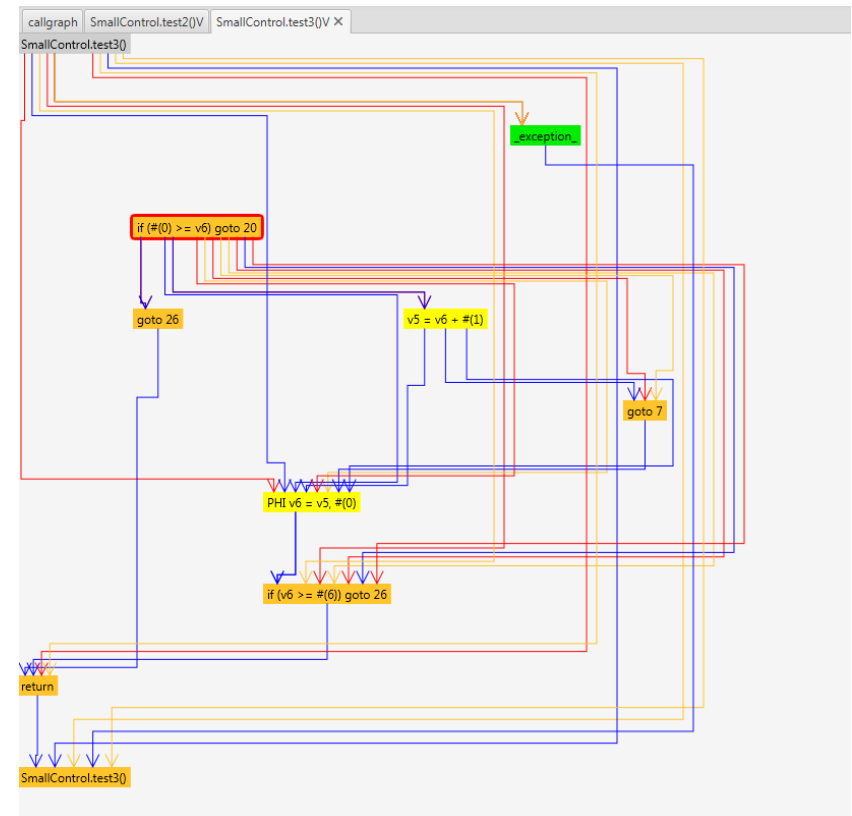 callgraph SmallControl.test2()V SmallControl.test3()V ✕
SmallControl.test3()
_exception_
if (#(0) >= v6) goto 20
goto 26
v5 = v6 + #(1)
goto 7
PHI v6 = v5, #(0)
if (v6 >= #(6)) goto 26
return
SmallControl.test3()